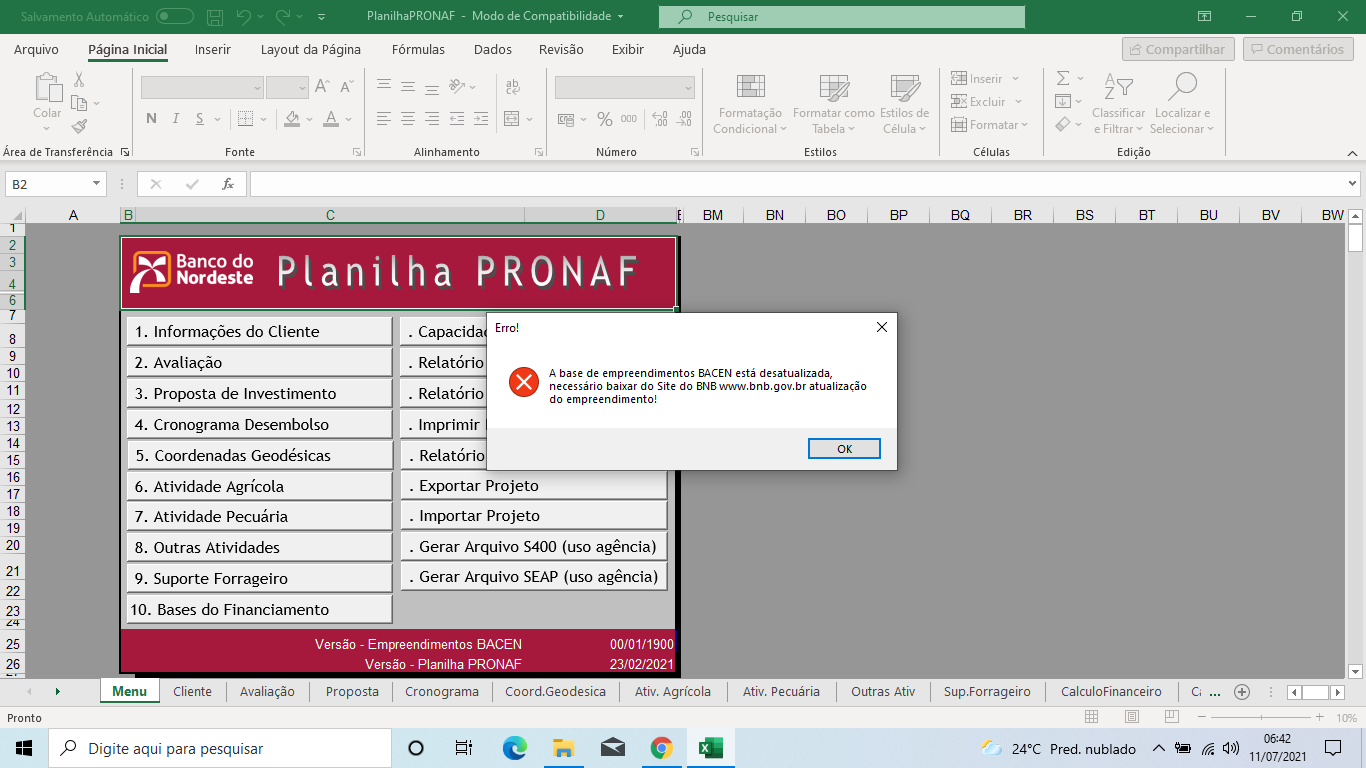 Salvamento Automático
PlanilhaPRONAF - Modo de Compatibilidade
Pesquisar
Arquivo
Página Inicial
Inserir
Layout da Página
Fórmulas
Dados
Revisão
Exibir
Ajuda
Compartilhar
Comentários
Colar
Área de Transferência
N I S
A A
Fonte
ab
Alinhamento
% 000
Número
Formatação Condicional
Formatar como Tabela
Estilos de Célula
Estilos
Inserir
Excluir
Formatar
Células
Classificar e Filtrar
Localizar e Selecionar
Edição
B2
fx
A B C D E BM BN BO BP BQ BR BS BT BU BV BW
1
2
3
4
6
7
8
9
10
11
12
13
14
15
16
17
18
19
20
21
22
23
24
25
26
Banco do
Nordeste
Planilha PRONAF
1. Informações do Cliente
. Capacidad
2. Avaliação
. Relatório
3. Proposta de Investimento
. Relatório
4. Cronograma Desembolso
. Imprimir
5. Coordenadas Geodésicas
. Relatório
6. Atividade Agrícola
. Exportar Projeto
7. Atividade Pecuária
. Importar Projeto
8. Outras Atividades
. Gerar Arquivo S400 (uso agência)
9. Suporte Forrageiro
. Gerar Arquivo SEAP (uso agência)
10. Bases do Financiamento
Versão - Empreendimentos BACEN 00/01/1900
Versão - Planilha PRONAF 23/02/2021
Erro!
A base de empreendimentos BACEN está desatualizada,
necessário baixar do Site do BNB www.bnb.gov.br atualização
do empreendimento!
OK
Menu
Cliente
Avaliação
Proposta
Cronograma
Coord.Geodesica
Ativ. Agrícola
Ativ. Pecuária
Outras Ativ
Sup.Forrageiro
CalculoFinanceiro
...
Pronto
10%
Digite aqui para pesquisar
24°C Pred. nublado
06:42
11/07/2021